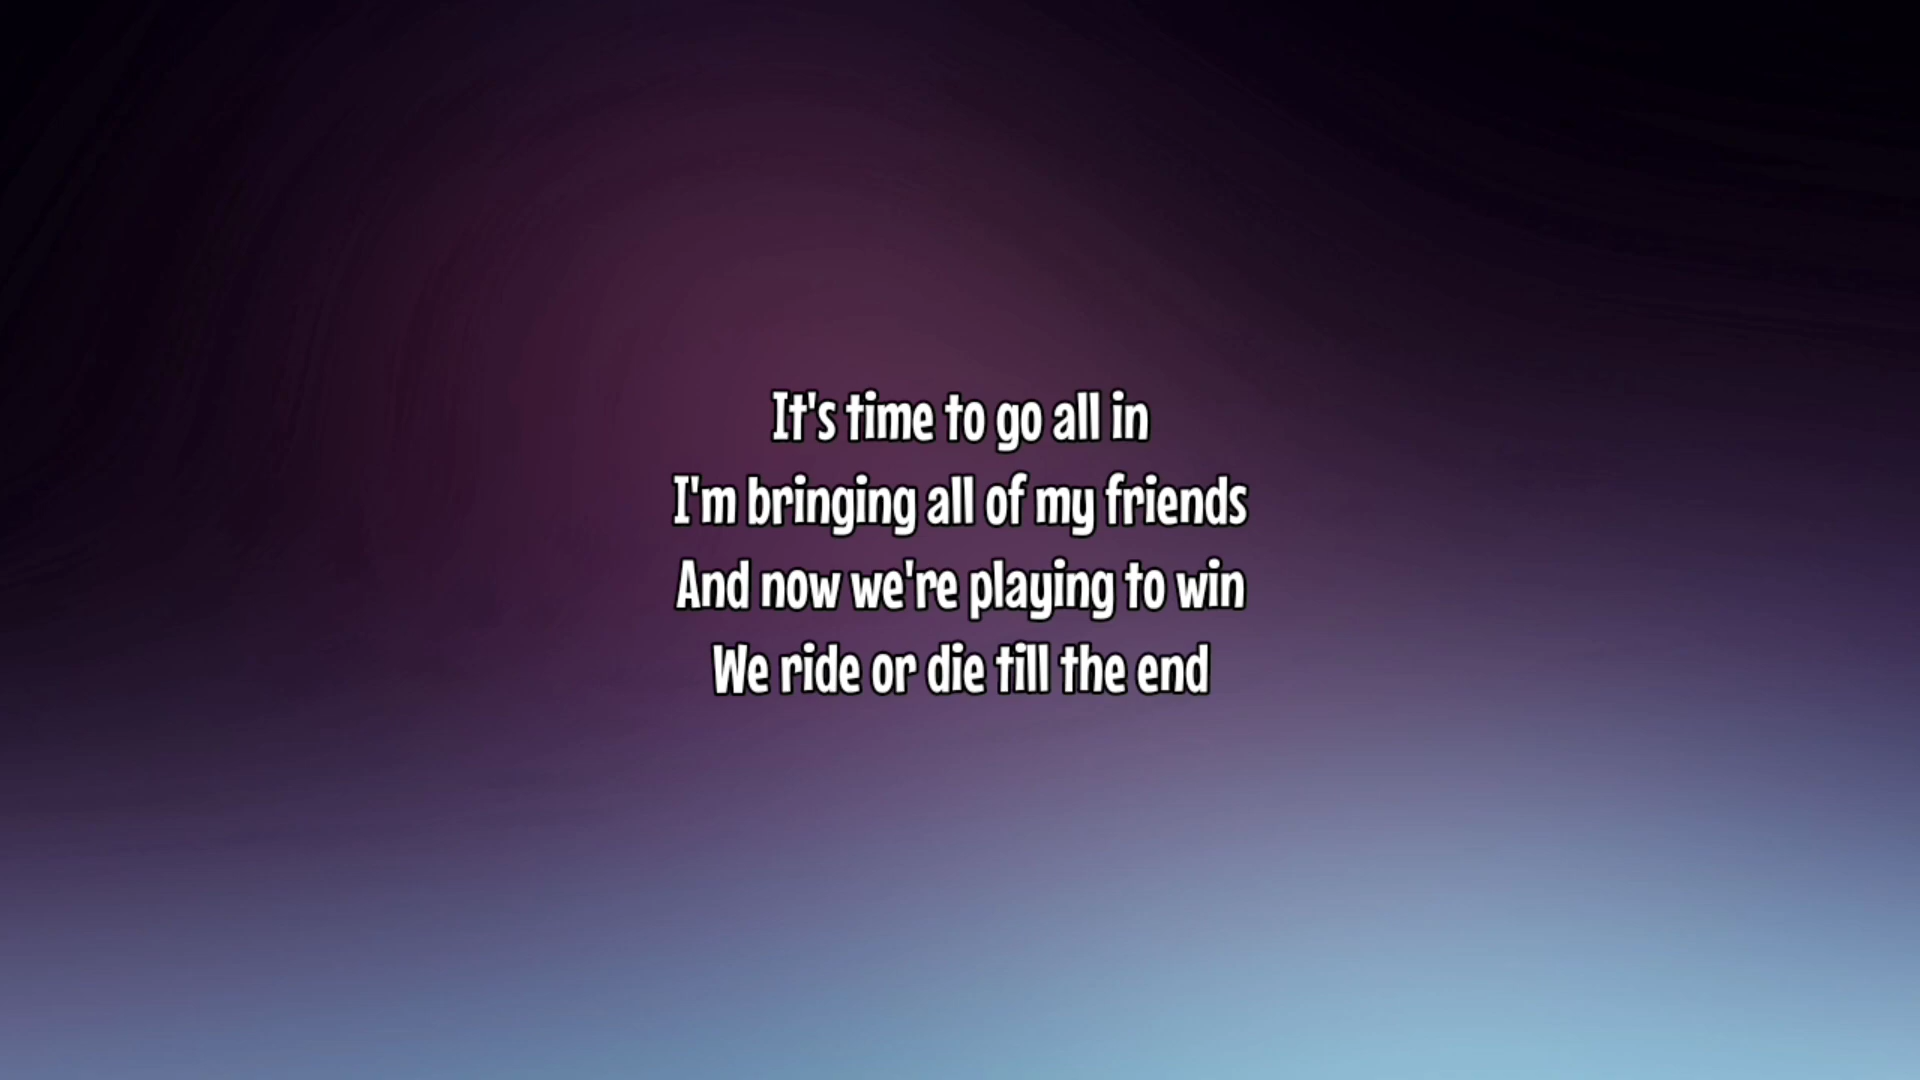 It's time to go all in
I'm bringing all of my friends
And now we're playing to win
We ride or die till the end